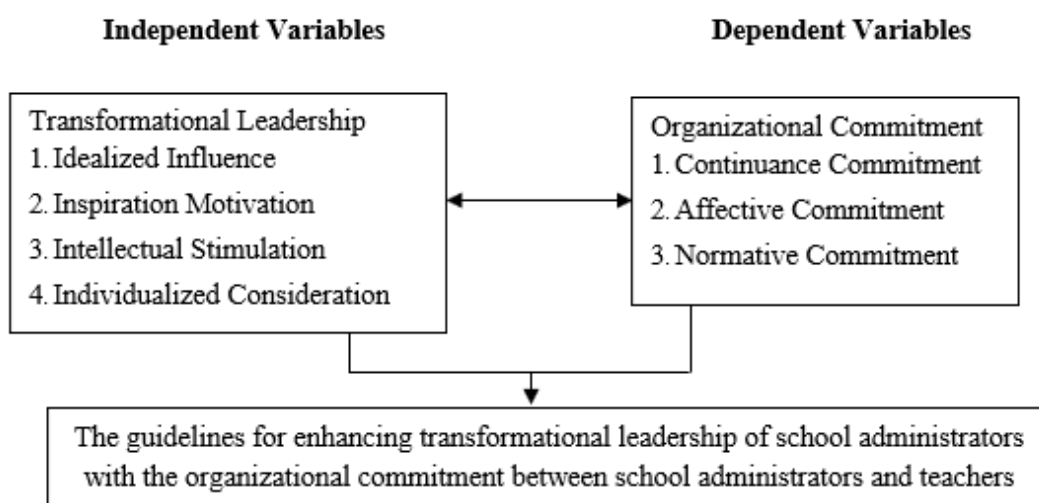 Independent Variables
Dependent Variables
Transformational Leadership
1. Idealized Influence
2. Inspiration Motivation
3. Intellectual Stimulation
4. Individualized Consideration
Organizational Commitment
1. Continuance Commitment
2. Affective Commitment
3. Normative Commitment
The guidelines for enhancing transformational leadership of school administrators
with the organizational commitment between school administrators and teachers